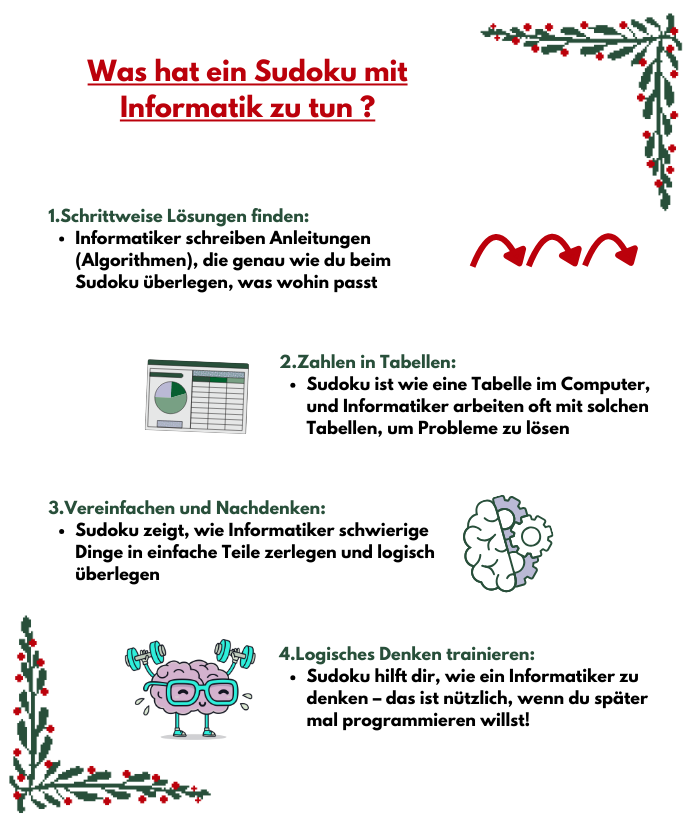 Was hat ein Sudoku mit
Informatik zu tun ?
1.Schrittweise Lösungen finden:
• Informatiker schreiben Anleitungen
(Algorithmen), die genau wie du beim
Sudoku überlegen, was wohin passt
2.Zahlen in Tabellen:
• Sudoku ist wie eine Tabelle im Computer,
und Informatiker arbeiten oft mit solchen
Tabellen, um Probleme zu lösen
3.Vereinfachen und Nachdenken:
• Sudoku zeigt, wie Informatiker schwierige
Dinge in einfache Teile zerlegen und logisch
überlegen
4.Logisches Denken trainieren:
• Sudoku hilft dir, wie ein Informatiker zu
denken – das ist nützlich, wenn du später
mal programmieren willst!